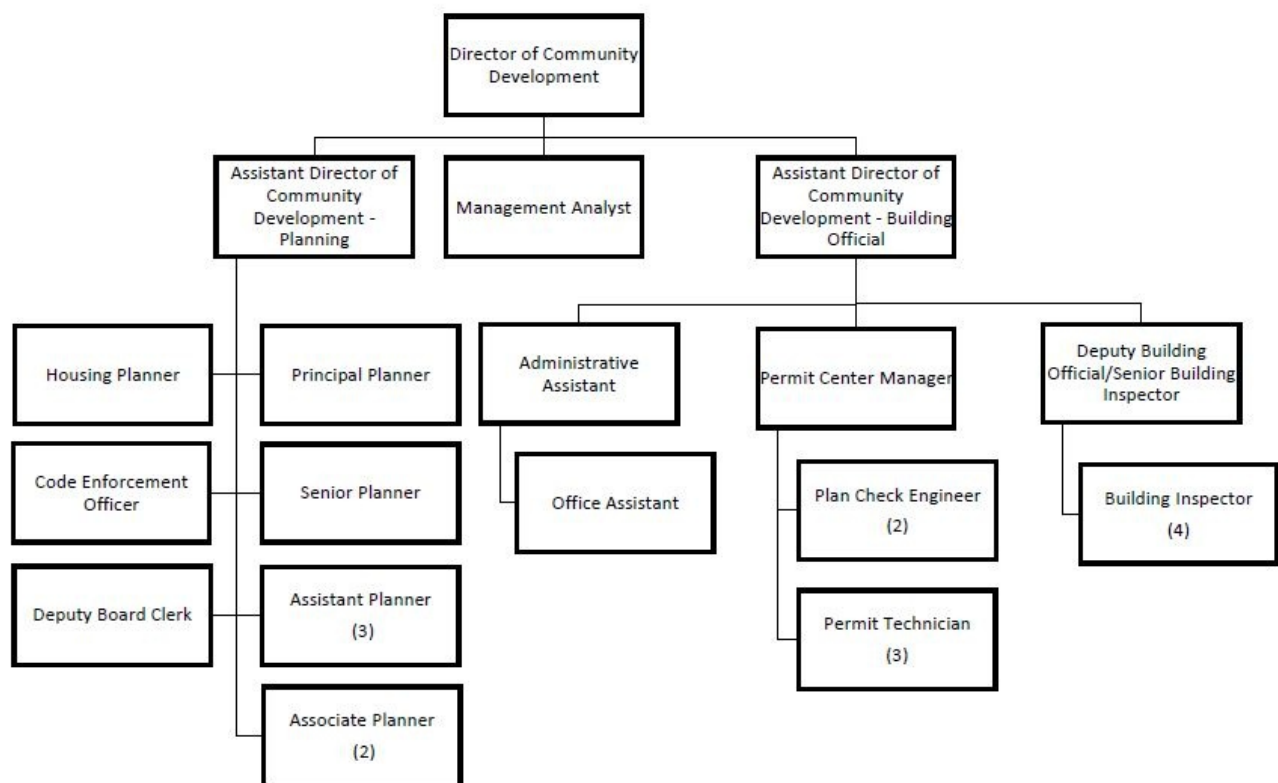 Director of Community
Development
Assistant Director of
Community
Development -
Planning
Management Analyst
Assistant Director of
Community
Development - Building
Official
Housing Planner
Principal Planner
Code Enforcement
Officer
Senior Planner
Deputy Board Clerk
Assistant Planner
(3)
Associate Planner
(2)
Administrative
Assistant
Office Assistant
Permit Center Manager
Plan Check Engineer
(2)
Permit Technician
(3)
Deputy Building
Official/Senior Building
Inspector
Building Inspector
(4)